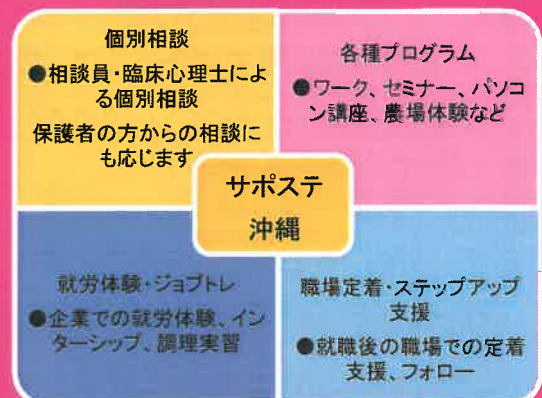 個別相談
●相談員・臨床心理士によ
る個別相談
保護者の方からの相談に
も応じます
各種プログラム
●ワーク、セミナー、パソコ
ン講座、農場体験など
サポステ
沖縄
就労体験・ジョブトレ
●企業での就労体験、イン
ターシップ、調理実習
職場定着・ステップアップ
支援
●就職後の職場での定着
支援、フォロー